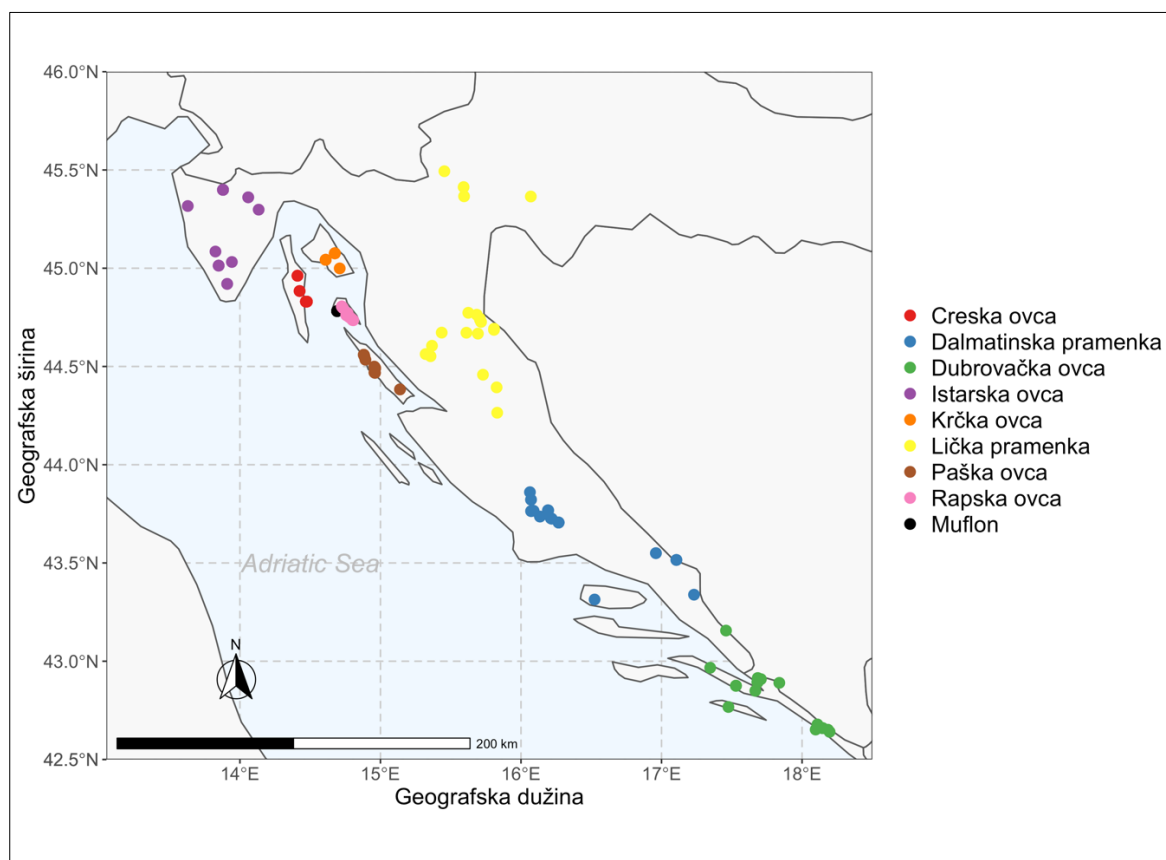 46.0°N
45.5°N
45.0°N
44.5°N
44.0°N
43.5°N
43.0°N
42.5°N
Geografska širina
Adriatic Sea
N
200 km
14°E 15°E 16°E 17°E 18°E
Geografska dužina
Creska ovca
Dalmatinska pramenka
Dubrovačka ovca
Istarska ovca
Krčka ovca
Lička pramenka
Paška ovca
Rapska ovca
Muflon